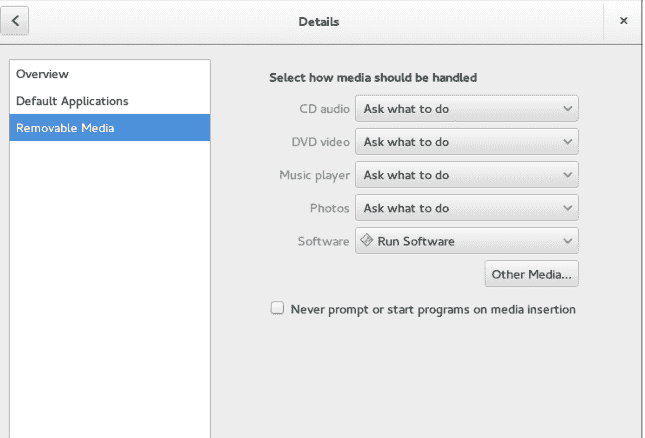 Details
Overview
Default Applications
Removable Media
Select how media should be handled
CD audio Ask what to do
DVD video Ask what to do
Music player Ask what to do
Photos Ask what to do
Software Run Software
Other Media...
Never prompt or start programs on media insertion